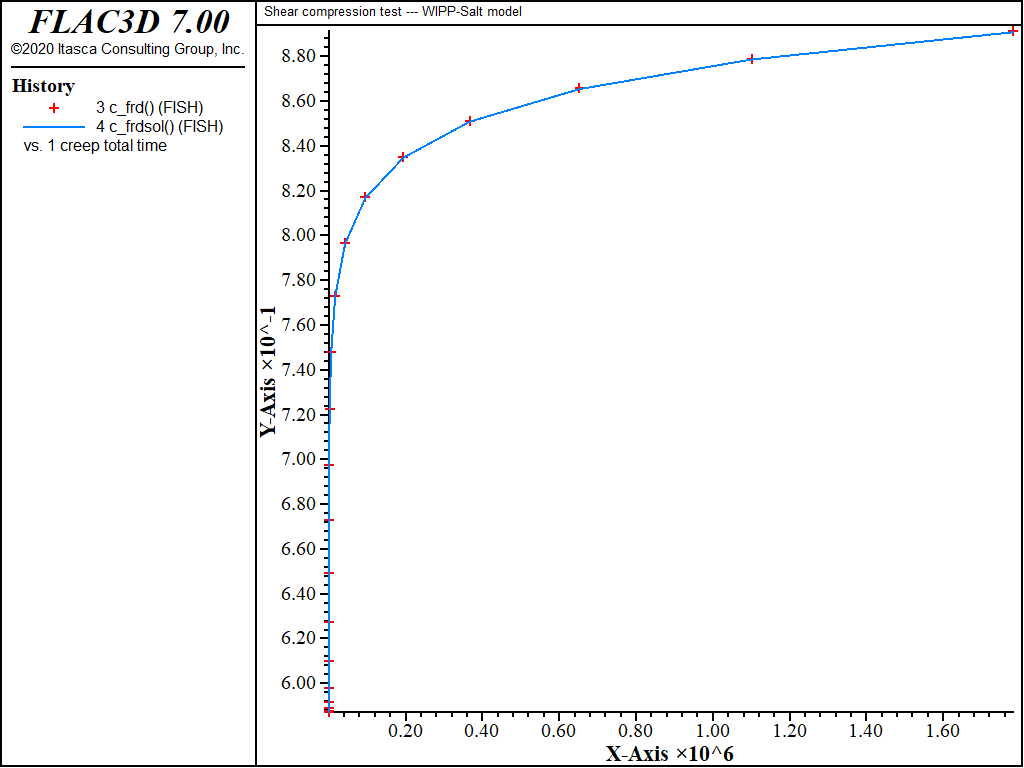 FLAC3D 7.00
©2020 Itasca Consulting Group, Inc.
History
3 c_frd() (FISH)
4 c_frdsol() (FISH)
vs. 1 creep total time
Shear compression test --- WIPP-Salt model
8.80
8.60
8.40
8.20
8.00
7.80
7.60
7.40
7.20
7.00
6.80
6.60
6.40
6.20
6.00
Y-Axis ×10^-1
0.20 0.40 0.60 0.80 1.00 1.20 1.40 1.60
X-Axis ×10^6